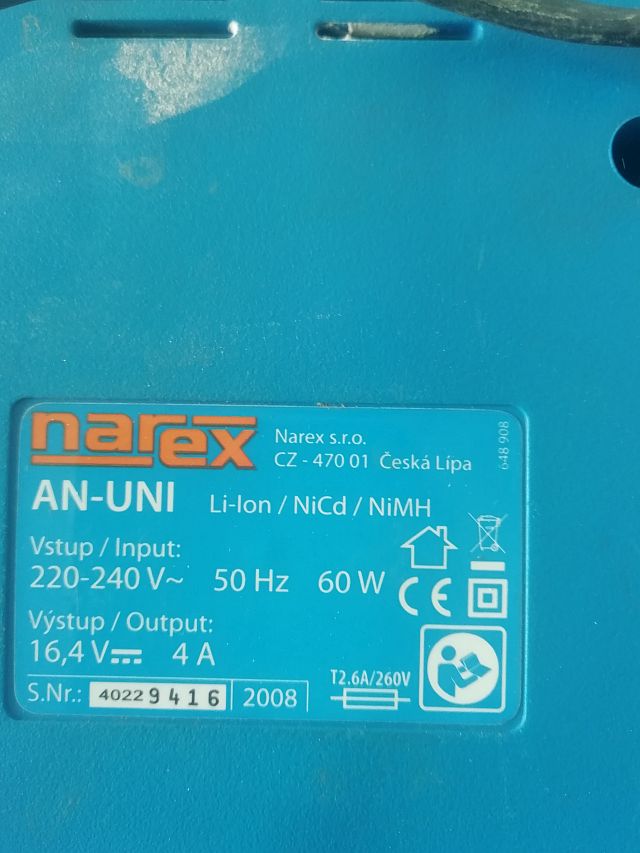 narex
Narex s.r.o.
CZ - 470 01 Česká Lípa
648 908
AN-UNI Li-Ion / NiCd / NiMH
Vstup / Input:
220-240 V~ 50 Hz 60 W
CE
Výstup / Output:
16,4 V⎓ 4 A
T2.6A/260V
S.Nr.: 40229416 2008